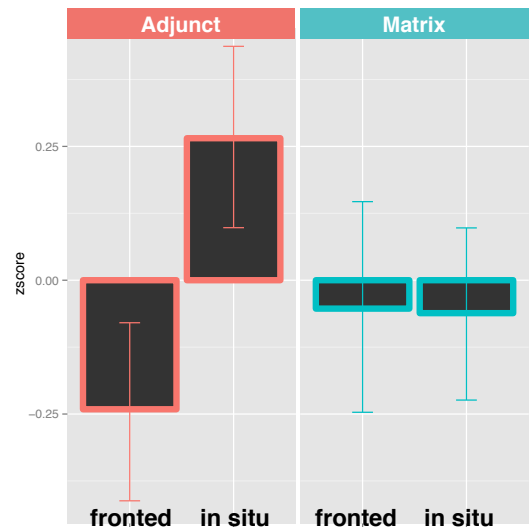 Adjunct Matrix
0.25
zscore
0.00
−0.25
fronted in situ fronted in situ